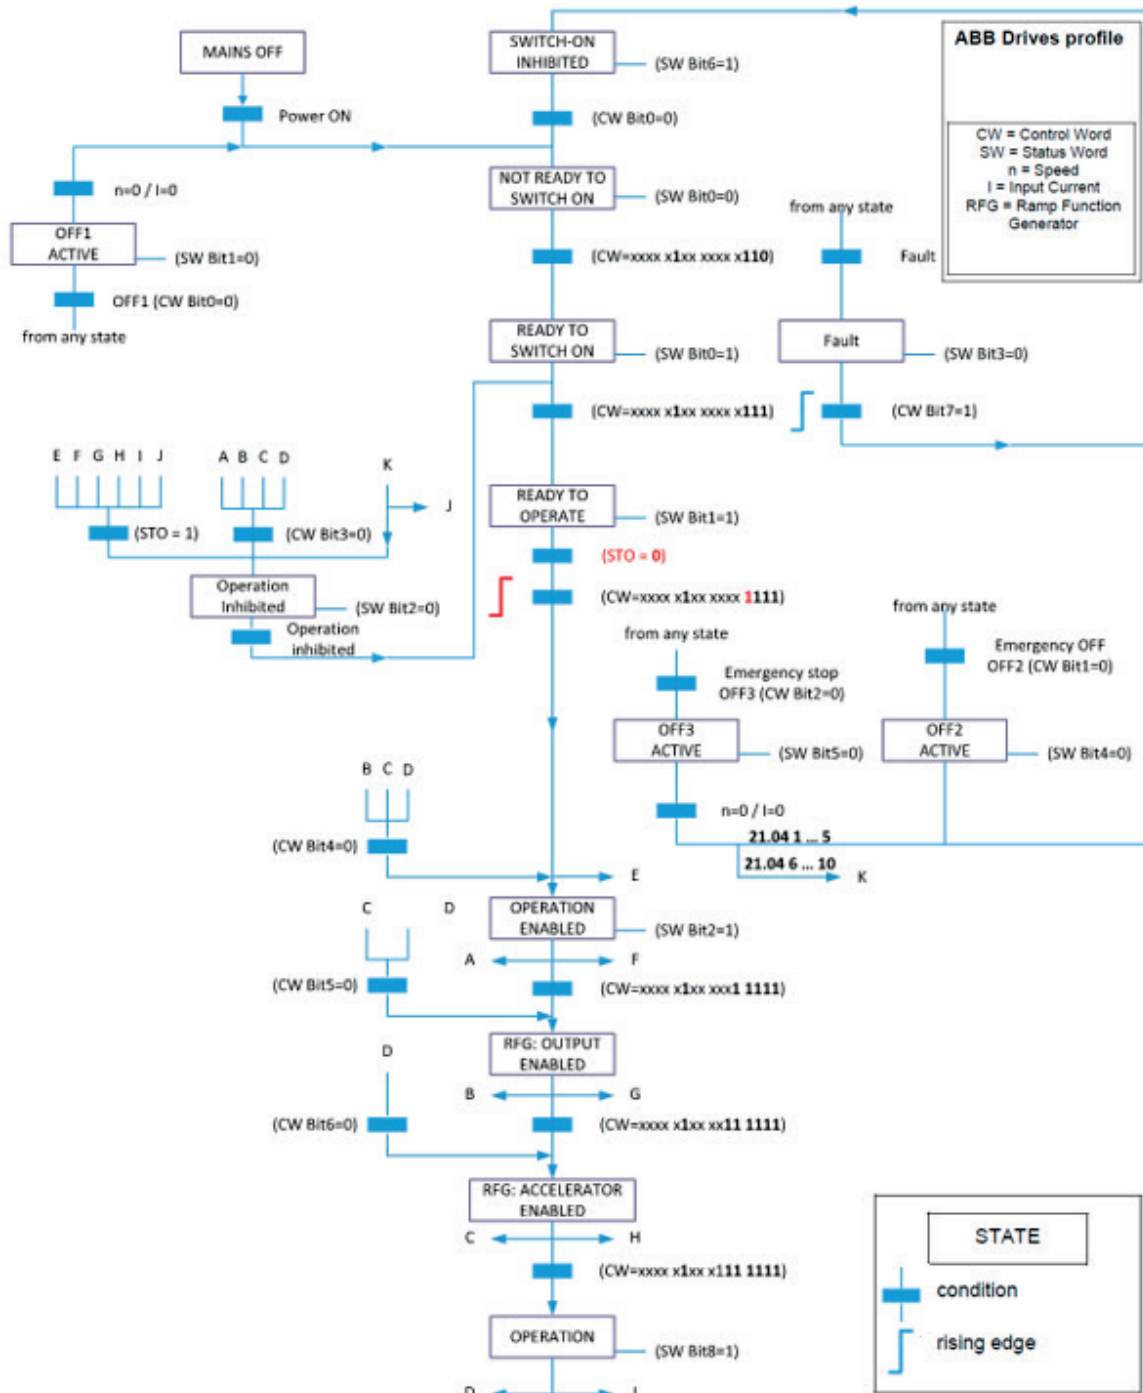 ABB Drives profile
CW = Control Word
SW = Status Word
n = Speed
I = Input Current
RFG = Ramp Function
Generator
MAINS OFF
Power ON
SWITCH-ON
INHIBITED
(SW Bit6=1)
(CW Bit0=0)
n=0 / I=0
OFF1
ACTIVE
(SW Bit1=0)
OFF1 (CW Bit0=0)
from any state
NOT READY TO
SWITCH ON
(SW Bit0=0)
(CW=xxxx x1xx xxxx x110)
from any state
Fault
Fault
(SW Bit3=0)
(CW Bit7=1)
READY TO
SWITCH ON
(SW Bit0=1)
(CW=xxxx x1xx xxxx x111)
E F G H I J
A B C D
K
J
(STO = 1)
(CW Bit3=0)
Operation
Inhibited
(SW Bit2=0)
Operation
inhibited
READY TO
OPERATE
(SW Bit1=1)
(STO = 0)
(CW=xxxx x1xx xxxx 1111)
from any state
Emergency stop
OFF3 (CW Bit2=0)
OFF3
ACTIVE
(SW Bit5=0)
n=0 / I=0
from any state
Emergency OFF
OFF2 (CW Bit1=0)
OFF2
ACTIVE
(SW Bit4=0)
21.04 1 ... 5
21.04 6 ... 10
K
B C D
(CW Bit4=0)
E
OPERATION
ENABLED
(SW Bit2=1)
C D
A F
(CW Bit5=0)
(CW=xxxx x1xx xxx1 1111)
RFG: OUTPUT
ENABLED
D
B G
(CW Bit6=0)
(CW=xxxx x1xx xx11 1111)
RFG: ACCELERATOR
ENABLED
C H
(CW=xxxx x1xx x111 1111)
OPERATION
(SW Bit8=1)
D I
STATE
condition
rising edge